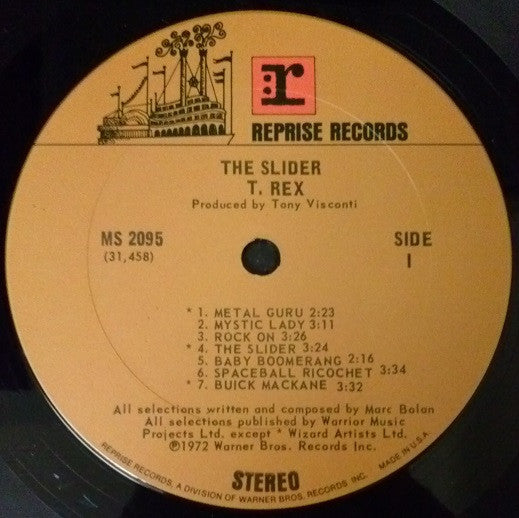 r
REPRISE RECORDS
THE SLIDER
T. REX
Produced by Tony Visconti
MS 2095
(31,458)
SIDE
1
* 1. METAL GURU 2:23
2. MYSTIC LADY 3:11
3. ROCK ON 3:26
* 4. THE SLIDER 3:24
5. BABY BOOMERANG 2:16
6. SPACEBALL RICOCHET 3:34
* 7. BUICK MACKANE 3:32
All selections written and composed by Marc Bolan
All selections published by Warrior Music
Projects Ltd. except * Wizard Artists Ltd.
℗1972 Warner Bros. Records Inc.
STEREO
REPRISE RECORDS, A DIVISION OF WARNER BROS. RECORDS INC. MADE IN U.S.A.